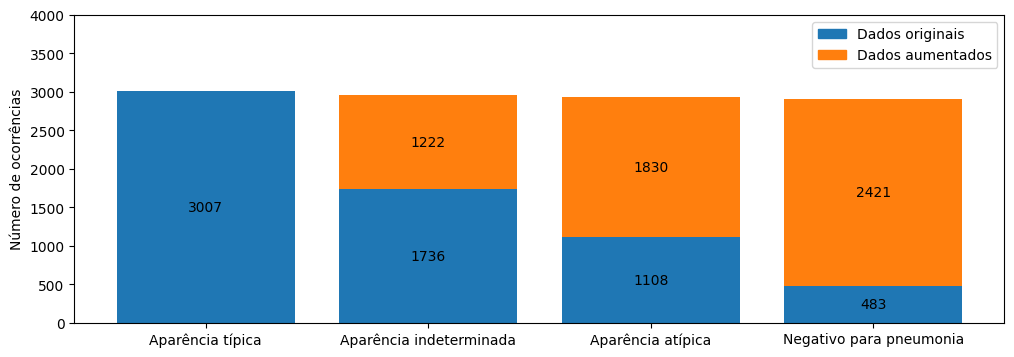 4000
3500
3000
2500
2000
1500
1000
500
0
Número de ocorrências
Dados originais
Dados aumentados
3007
1222
1736
1830
1108
2421
483
Aparência típica
Aparência indeterminada
Aparência atípica
Negativo para pneumonia